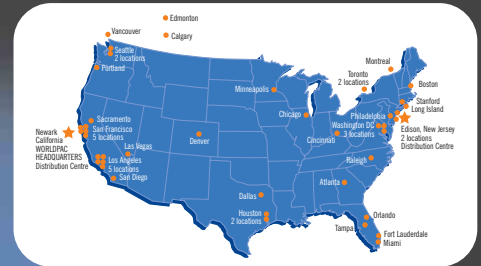 Edmonton
Vancouver
Calgary
Seattle
2 locations
Portland
Montreal
Toronto
2 locations
Boston
Minneapolis
Stanford
Long Island
Chicago
Philadelphia
Washington DC
3 locations
Edison, New Jersey
2 locations
Distribution Centre
Sacramento
San Francisco
5 locations
Newark
California
WORLDPAC
HEADQUARTERS
Distribution Centre
Las Vegas
Denver
Cincinnati
Los Angeles
5 locations
San Diego
Raleigh
Atlanta
Dallas
Houston
2 locations
Orlando
Tampa
Fort Lauderdale
Miami